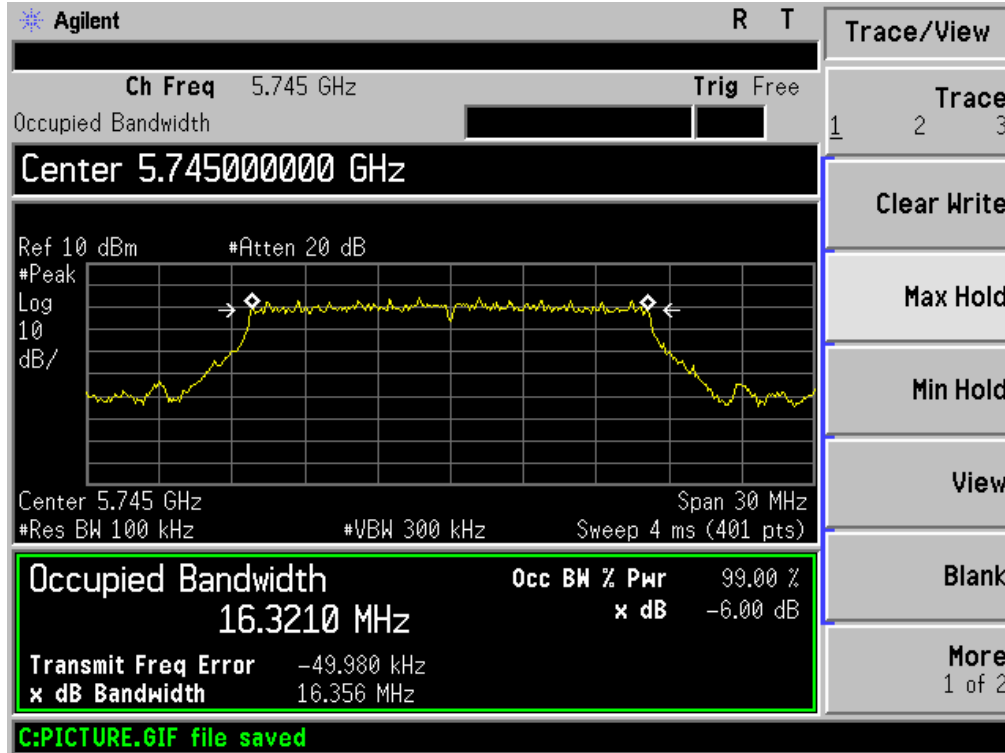 Agilent R T
Ch Freq 5.745 GHz Trig Free
Occupied Bandwidth
Center 5.745000000 GHz
Ref 10 dBm #Atten 20 dB
#Peak
Log
10
dB/
Center 5.745 GHz Span 30 MHz
#Res BW 100 kHz #VBW 300 kHz Sweep 4 ms (401 pts)
Occupied Bandwidth Occ BW % Pwr 99.00 %
16.3210 MHz x dB -6.00 dB
Transmit Freq Error -49.980 kHz
x dB Bandwidth 16.356 MHz
C:PICTURE.GIF file saved
Trace/View
Trace
1 2 3
Clear Write
Max Hold
Min Hold
View
Blank
More
1 of 2